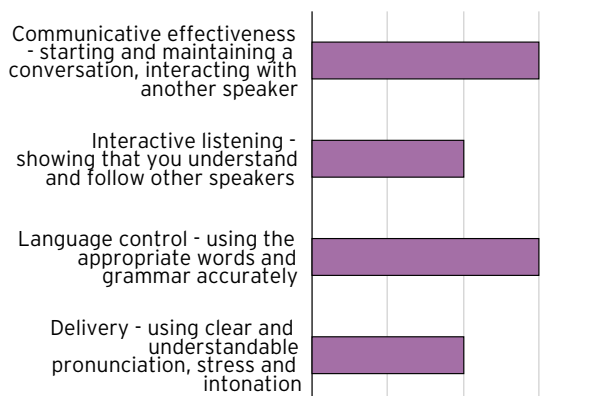 Communicative effectiveness
- starting and maintaining a
conversation, interacting with
another speaker
Interactive listening -
showing that you understand
and follow other speakers
Language control - using the
appropriate words and
grammar accurately
Delivery - using clear and
understandable
pronunciation, stress and
intonation